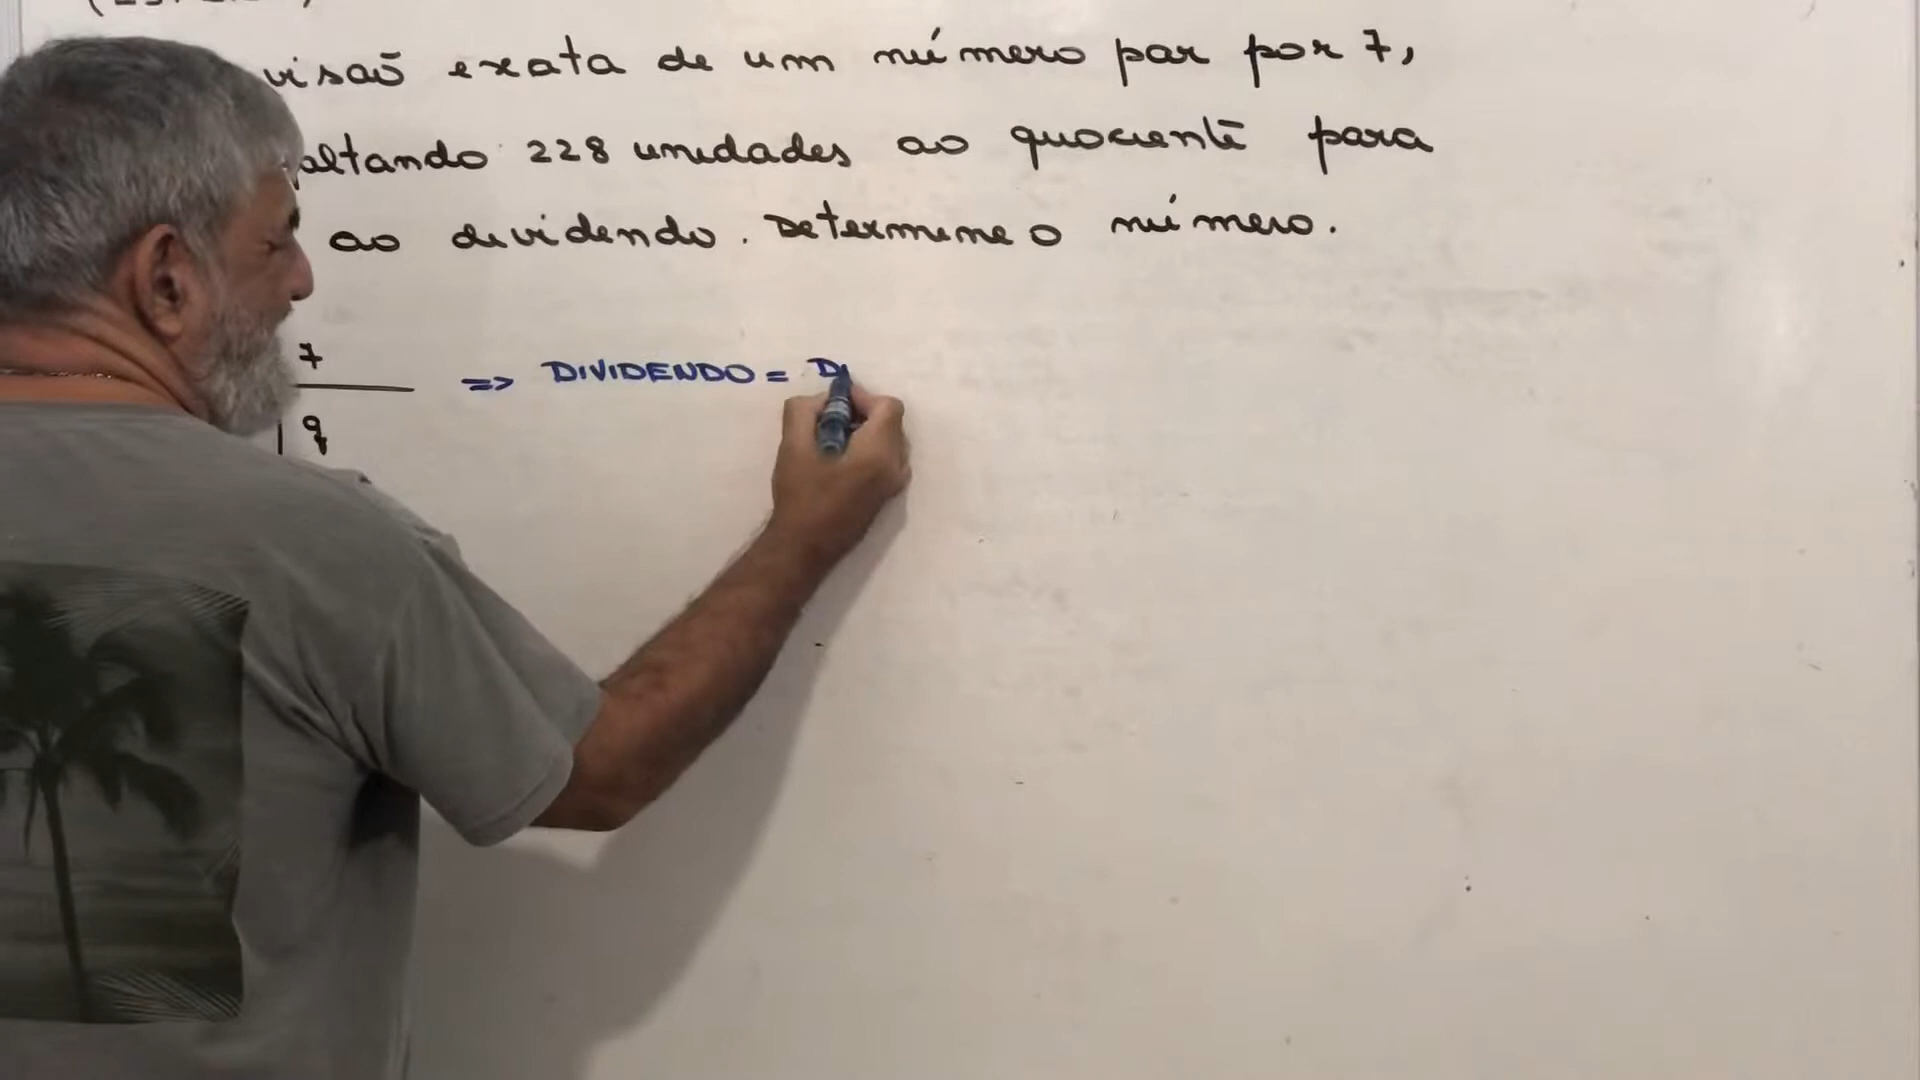 visaõ exata de um número par por 7,
faltando 228 unidades ao quociente para
ao dividendo. Determine o número.
7
=> DIVIDENDO = D
q